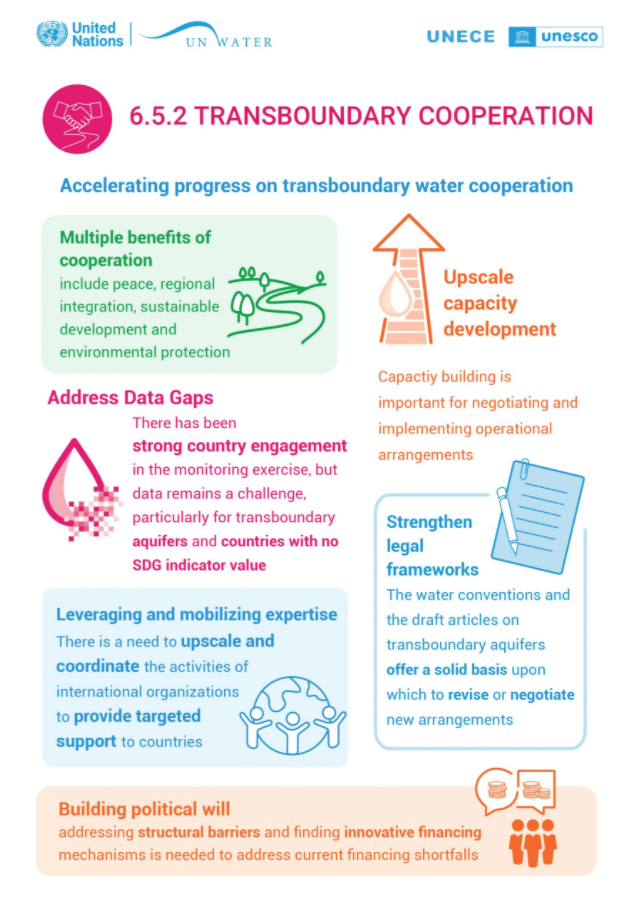 United
Nations
UN WATER
UNECE
unesco
6.5.2 TRANSBOUNDARY COOPERATION
Accelerating progress on transboundary water cooperation
Multiple benefits of
cooperation
include peace, regional
integration, sustainable
development and
environmental protection
Upscale
capacity
development
Capactiy building is
important for negotiating and
implementing operational
arrangements
Address Data Gaps
There has been
strong country engagement
in the monitoring exercise, but
data remains a challenge,
particularly for transboundary
aquifers and countries with no
SDG indicator value
Strengthen
legal
frameworks
The water conventions and
the draft articles on
transboundary aquifers
offer a solid basis upon
which to revise or negotiate
new arrangements
Leveraging and mobilizing expertise
There is a need to upscale and
coordinate the activities of
international organizations
to provide targeted
support to countries
Building political will
addressing structural barriers and finding innovative financing
mechanisms is needed to address current financing shortfalls